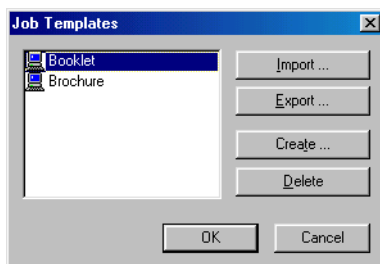 Job Templates
Booklet
Brochure
Import ...
Export ...
Create ...
Delete
OK
Cancel